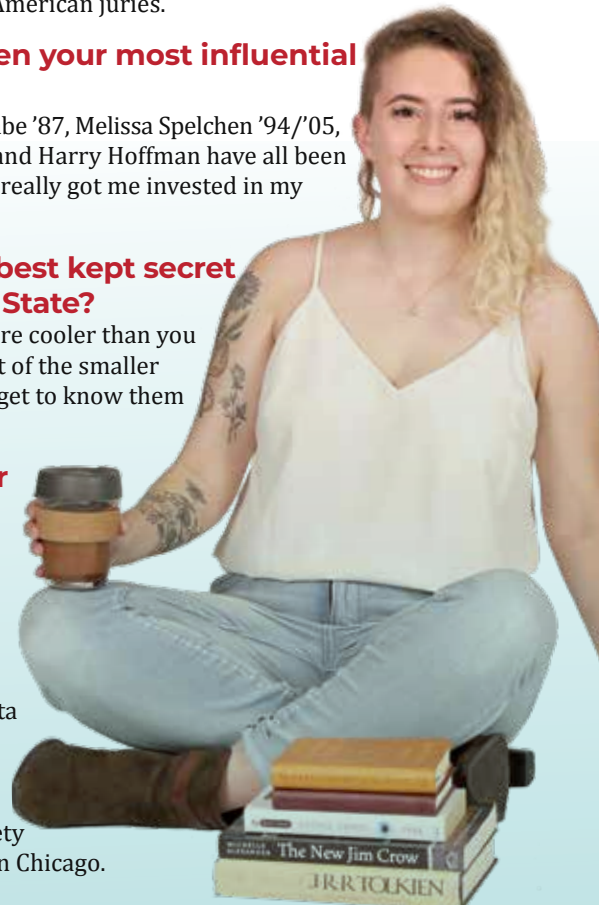 American juries.
en your most influential
be ’87, Melissa Spelchen ’94/’05,
and Harry Hoffman have all been
really got me invested in my
best kept secret
State?
re cooler than you
t of the smaller
get to know them
r
ta
ety
n Chicago.
MICHELLE ALEXANDER The New Jim Crow
J·R·R·TOLKIEN